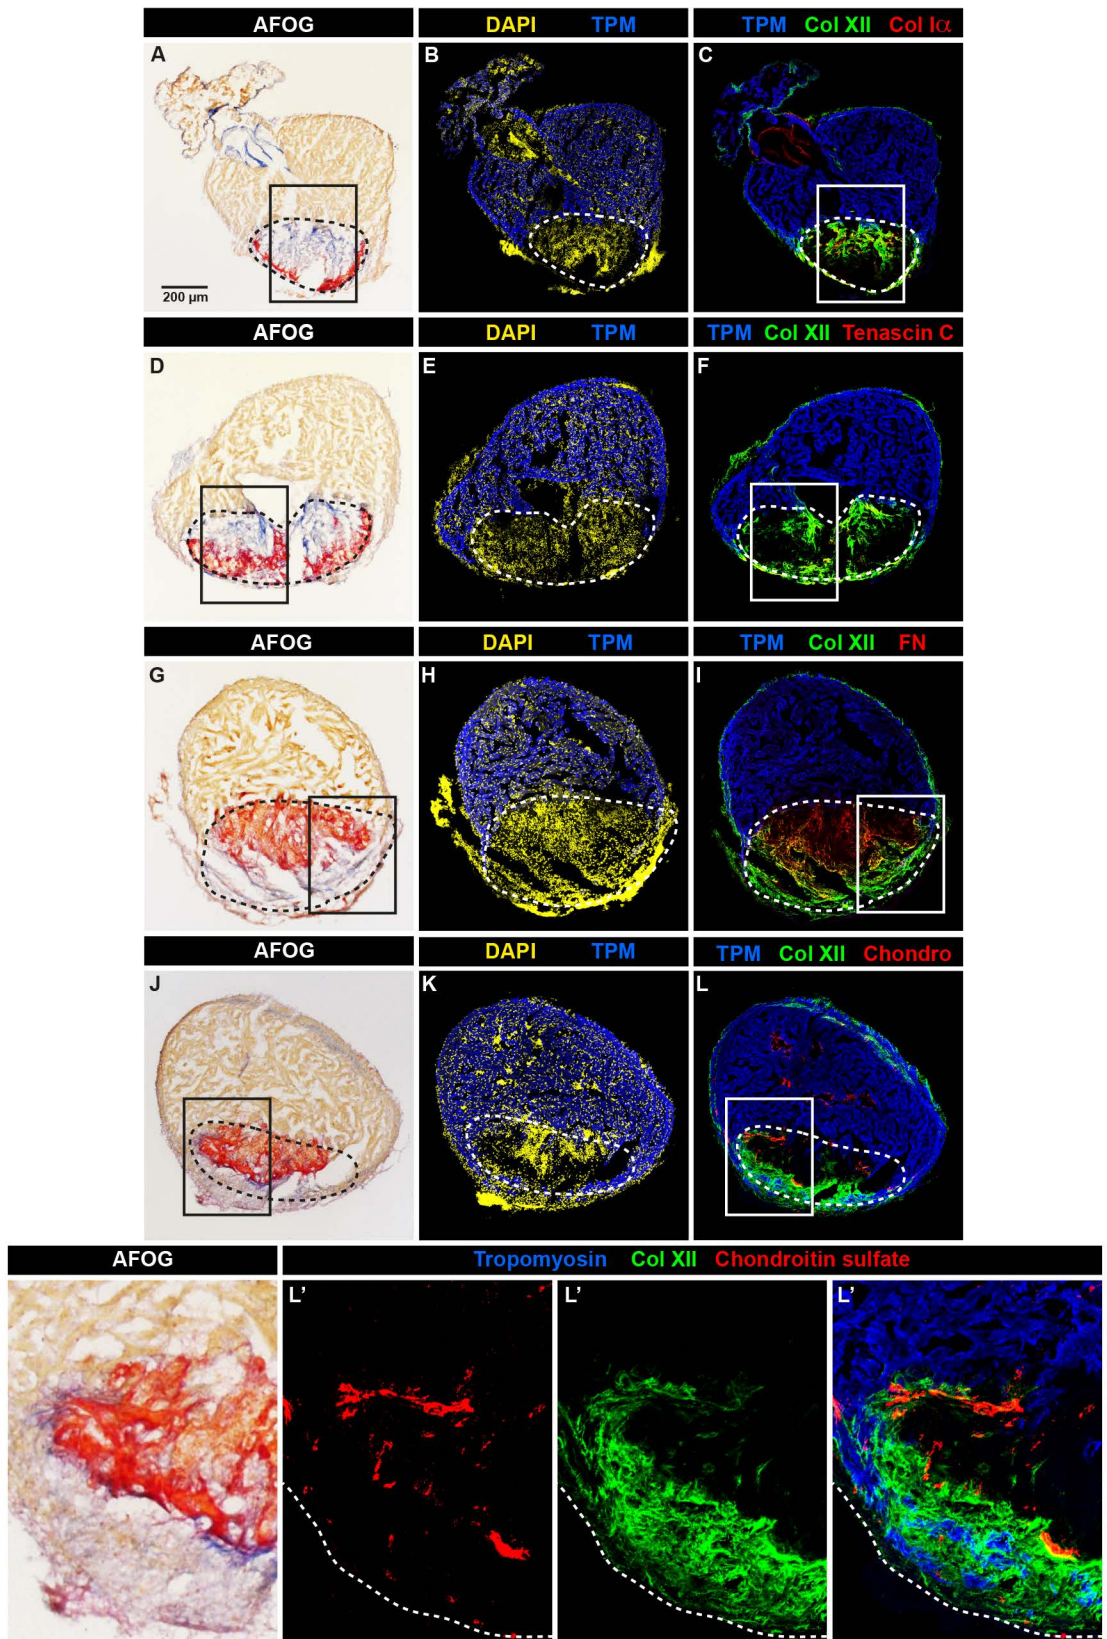 AFOG DAPI TPM TPM Col XII Col Iα
A B C
200 µm
AFOG DAPI TPM TPM Col XII Tenascin C
D E F
AFOG DAPI TPM TPM Col XII FN
G H I
AFOG DAPI TPM TPM Col XII Chondro
J K L
AFOG Tropomyosin Col XII Chondroitin sulfate
L’ L’ L’